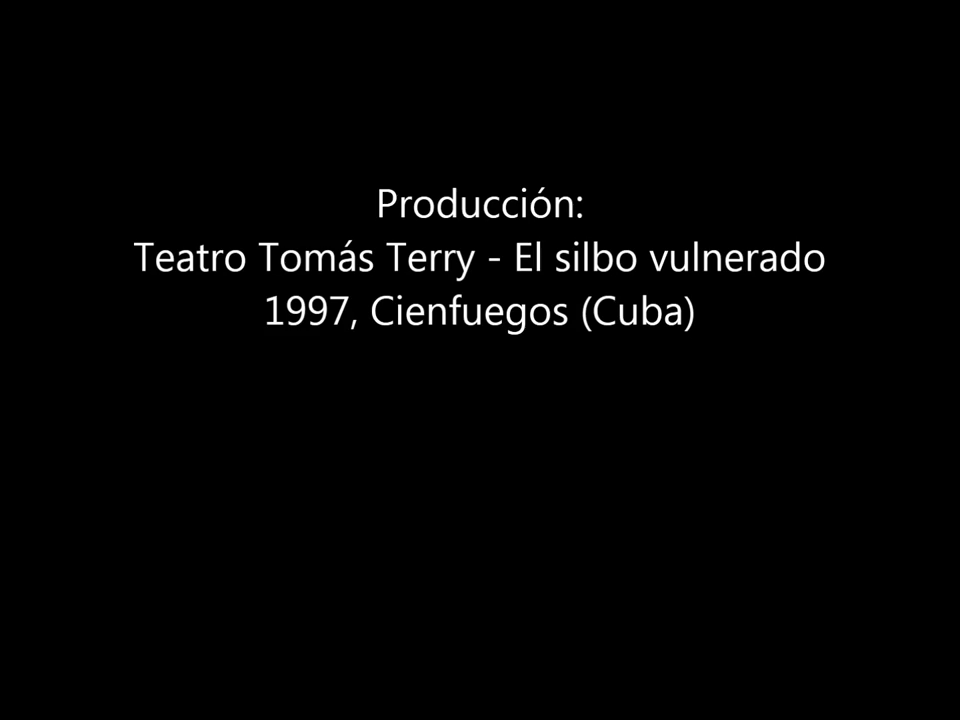 Producción:
Teatro Tomás Terry - El silbo vulnerado
1997, Cienfuegos (Cuba)